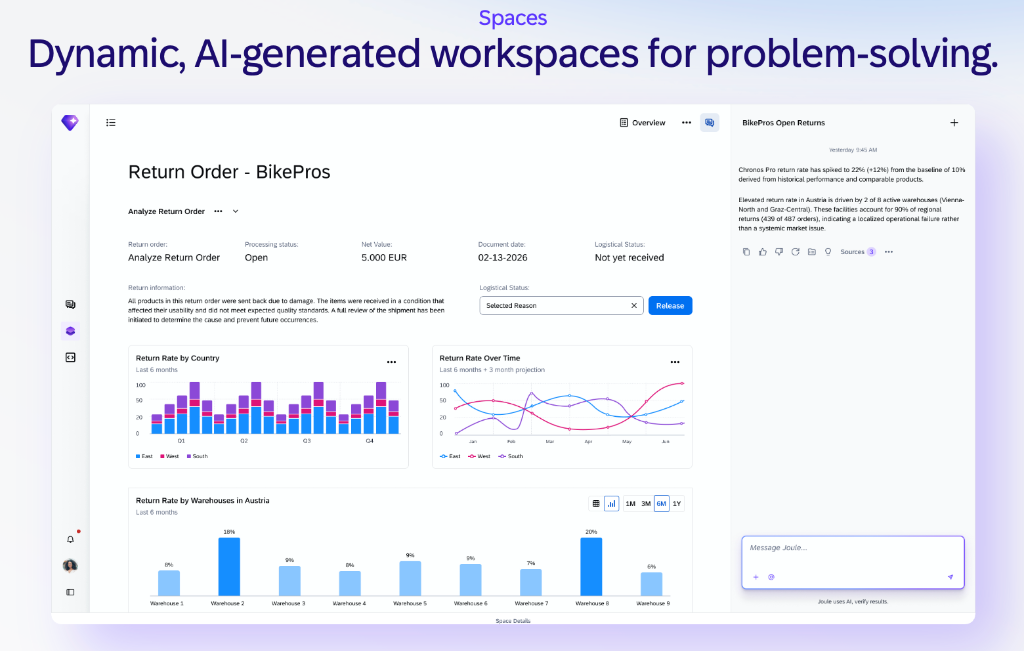 Spaces
Dynamic, AI-generated workspaces for problem-solving.
Overview
BikePros Open Returns
Yesterday 9:45 AM
Return Order - BikePros
Chronos Pro return rate has spiked to 22% (+12%) from the baseline of 10%
derived from historical performance and comparable products.
Elevated return rate in Austria is driven by 2 of 8 active warehouses (Vienna-
North and Graz-Central). These facilities account for 90% of regional
returns (439 of 487 orders), indicating a localized operational failure rather
than a systemic market issue.
Sources 3
Analyze Return Order
Return order:
Analyze Return Order
Processing status:
Open
Net Value:
5.000 EUR
Document date:
02-13-2026
Logistical Status:
Not yet received
Return information:
All products in this return order were sent back due to damage. The items were received in a condition that
affected their usability and did not meet expected quality standards. A full review of the shipment has been
initiated to determine the cause and prevent future occurrences.
Logistical Status:
Selected Reason
Release
Return Rate by Country
Last 6 months
100
50
20
0
Q1 Q2 Q3 Q4
East West South
Return Rate Over Time
Last 6 months + 3 month projection
100
50
20
0
Jan Feb Mar Apr May Jun
East West South
Return Rate by Warehouses in Austria
Last 6 months
1M 3M 6M 1Y
8% 18% 9% 8% 9% 9% 7% 20% 6%
Warehouse 1 Warehouse 2 Warehouse 3 Warehouse 4 Warehouse 5 Warehouse 6 Warehouse 7 Warehouse 8 Warehouse 9
Message Joule...
Joule uses AI, verify results.
Space Details